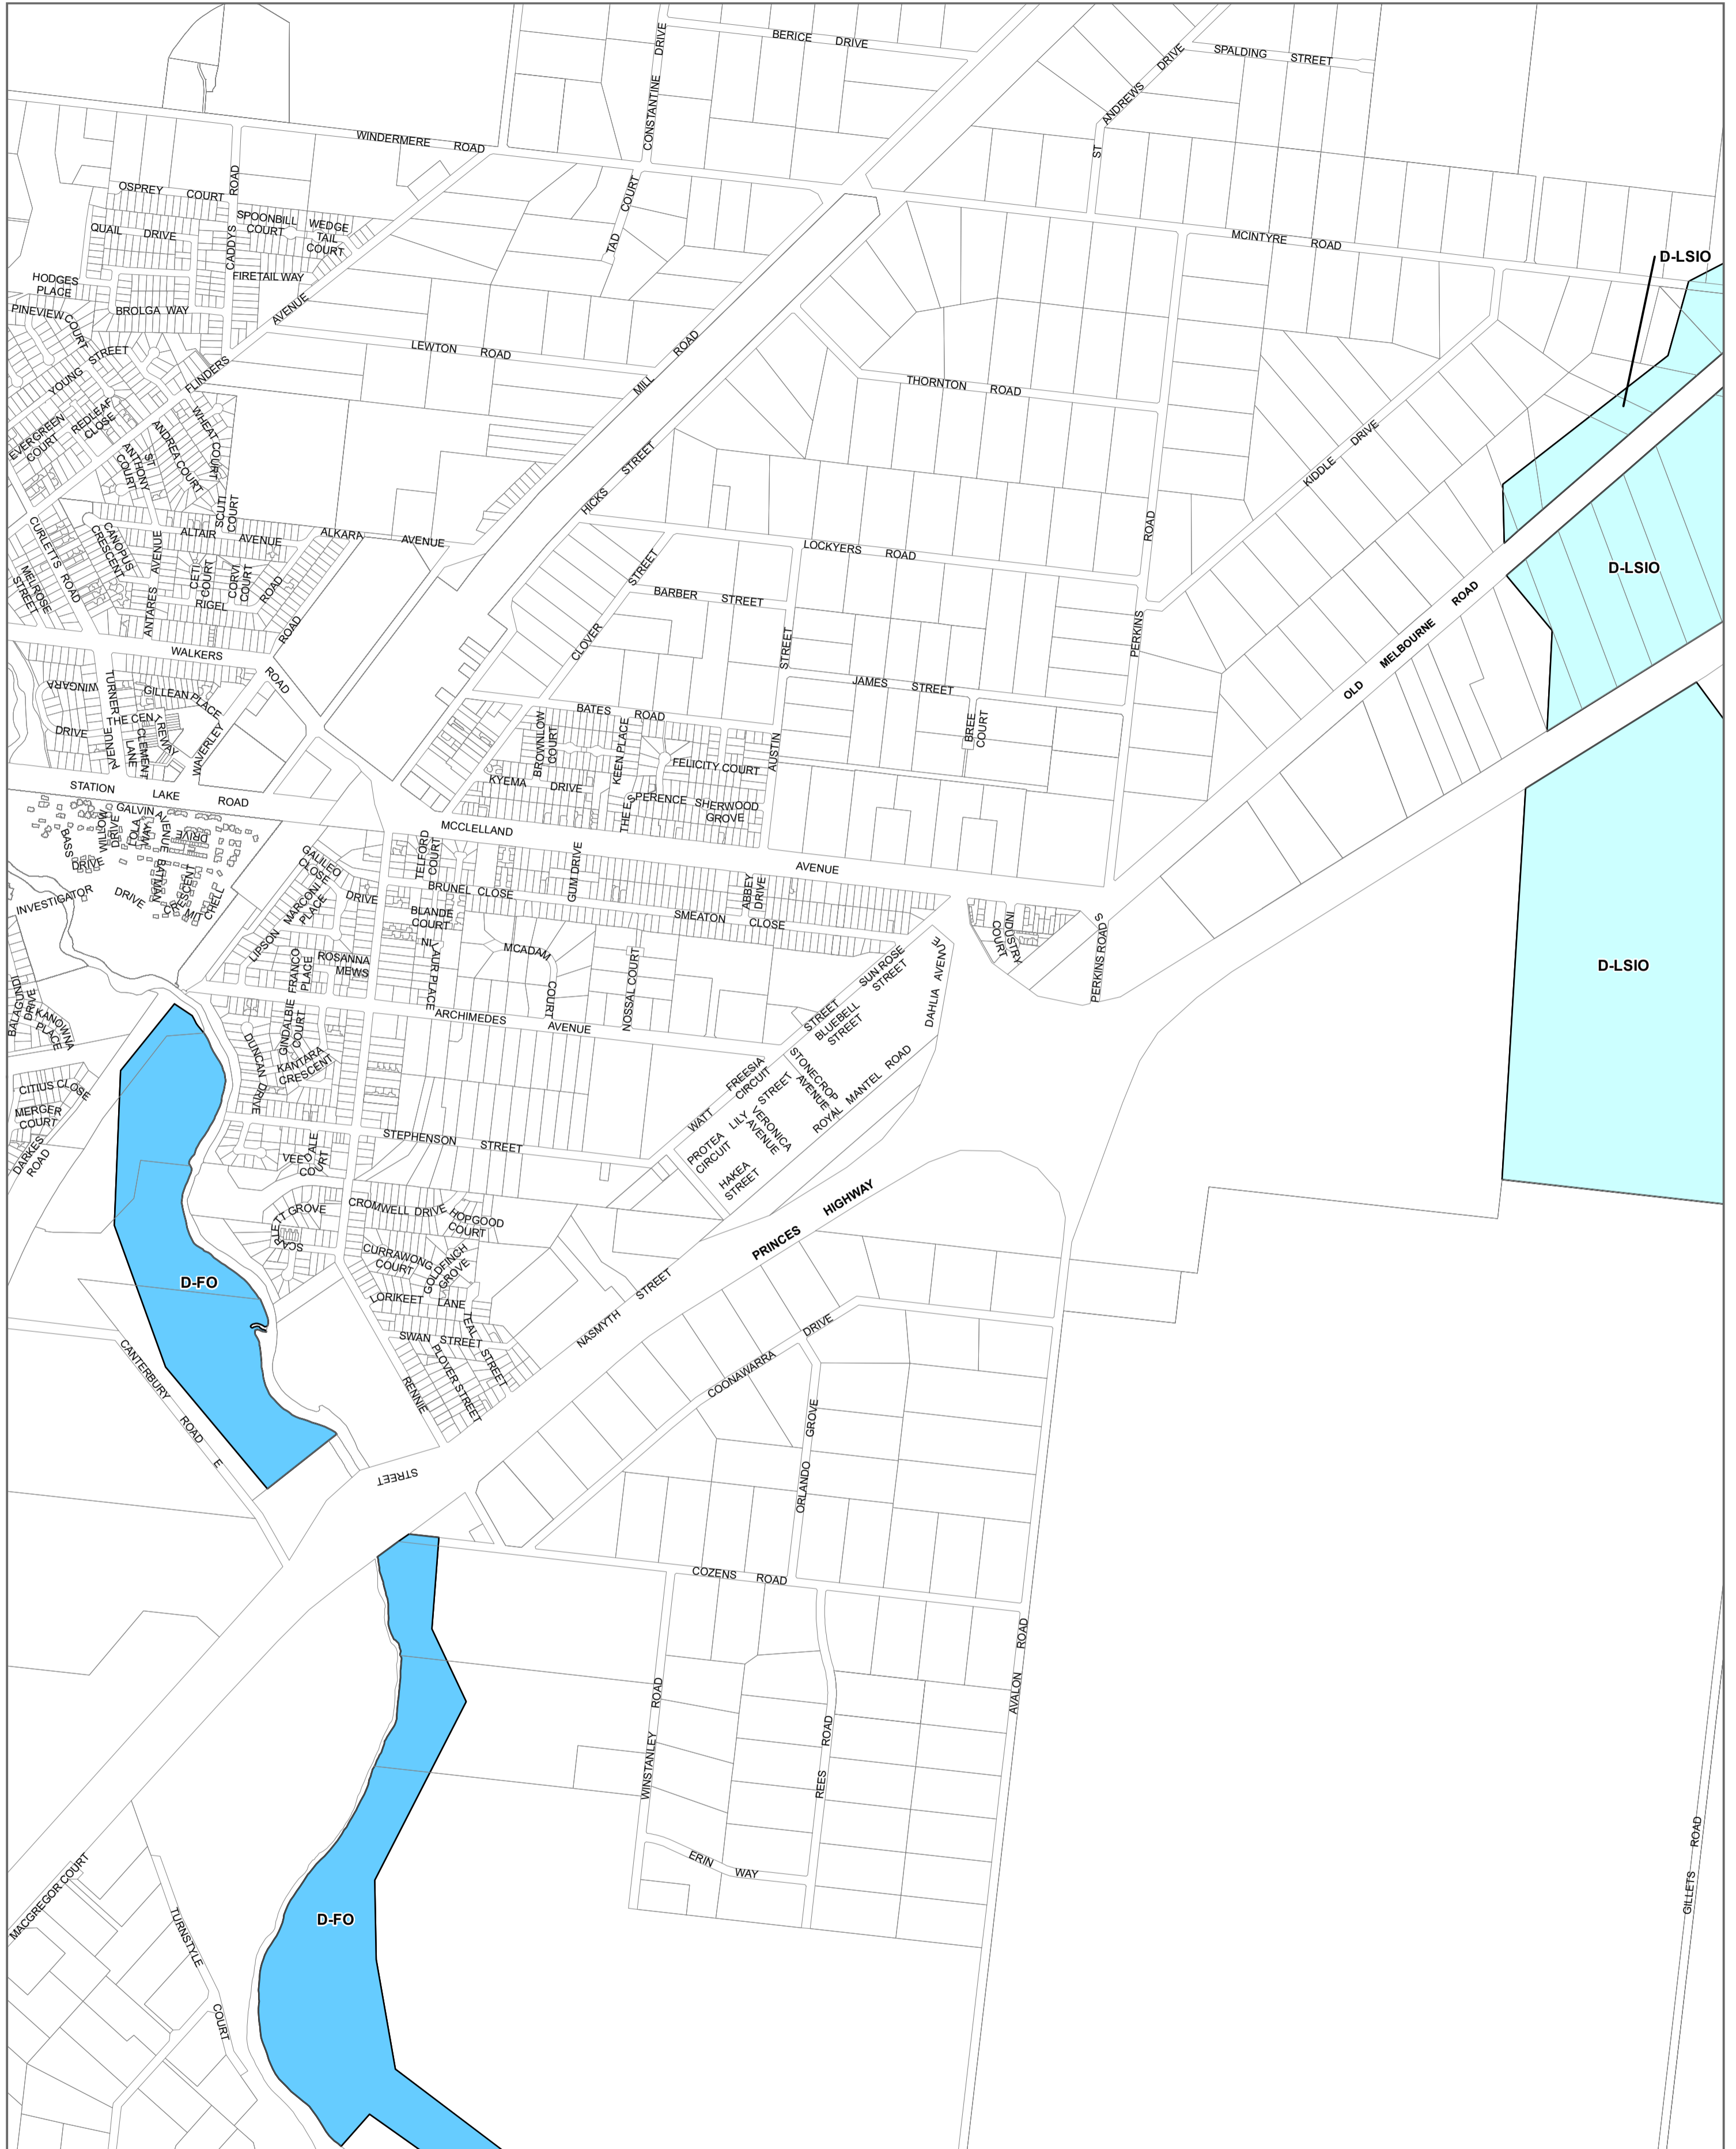 BERICE DRIVE
CONSTANTINE DRIVE
ST ANDREWS DRIVE
SPALDING STREET
WINDERMERE ROAD
OSPREY COURT
CADDYS ROAD
SPOONBILL
COURT
WEDGE
TAIL
COURT
QUAIL DRIVE
FIRETAIL WAY
TAD COURT
MCINTYRE ROAD
D-LSIO
HODGES
PLACE
BROLGA WAY
PINEVIEW COURT
YOUNG STREET
FLINDERS AVENUE
LEWTON ROAD
MILL ROAD
THORNTON ROAD
EVERGREEN
COURT
REDLEAF
CLOSE
WHEAT COURT
ANDREA COURT
ST
ANTHONY
COURT
SCUTI
COURT
HICKS STREET
KIDDLE DRIVE
CURLETTS ROAD
CANOPUS
CRESCENT
ALTAIR AVENUE
ALKARA AVENUE
ANTARES AVENUE
MELROSE
STREET
CETI
COURT
CORVI
COURT
RIGEL ROAD
LOCKYERS ROAD
PERKINS ROAD
CLOVER STREET
BARBER STREET
AUSTIN STREET
D-LSIO
OLD MELBOURNE ROAD
WALKERS ROAD
WINGARA
DRIVE
TURNER AVENUE
GILLEAN PLACE
THE CENTREWAY
CLEMENT
LANE
WAVERLEY ROAD
JAMES STREET
BREE
COURT
BATES ROAD
BROWNLOW
COURT
KEEN PLACE
FELICITY COURT
KYEMA DRIVE
THE ESPERENCE
SHERWOOD
GROVE
STATION LAKE ROAD
GALVIN AVENUE
WILLOW
DRIVE
LOLA
WAY
DRIVE
BASS
DRIVE
BATMAN
CRESCENT
MITCHELL
DRIVE
INVESTIGATOR
MCCLELLAND AVENUE
TELFORD
COURT
GALILEO
CLOSE
MARCONI
PLACE
DRIVE
LIPSON
BRUNEL CLOSE
GUM DRIVE
ABBEY
DRIVE
BLANDE
COURT
SMEATON CLOSE
MCADAM COURT
NOSSAL COURT
FRANCO
PLACE
ROSANNA
MEWS
INDUSTRY
COURT
PERKINS ROAD S
SUN ROSE
STREET
DAHLIA AVENUE
D-LSIO
BALAGUNDI
DRIVE
KANOWNA
PLACE
ARCHIMEDES AVENUE
GINDALBIE
COURT
DUNCAN DRIVE
KANTARA
CRESCENT
BLUEBELL
STREET
WATT STREET
FREESIA
CIRCUIT
STONECROP
AVENUE
ROYAL MANTEL ROAD
LILY STREET
VERONICA
AVENUE
PROTEA
CIRCUIT
HAKEA
STREET
CITIUS CLOSE
MERGER
COURT
DARKES
ROAD
STEPHENSON STREET
VEEDALE
COURT
CROMWELL DRIVE
HOPGOOD
COURT
SCARLETT GROVE
CURRAWONG
COURT
GOLDFINCH
GROVE
LORIKEET LANE
TEAL STREET
SWAN STREET
PLOVER STREET
RENNIE
STREET
NASMYTH STREET
PRINCES HIGHWAY
D-FO
CANTERBURY ROAD E
COONAWARRA DRIVE
ORLANDO GROVE
COZENS ROAD
AVALON ROAD
WINSTANLEY ROAD
REES ROAD
ERIN WAY
MACGREGOR COURT
TURNSTYLE
COURT
D-FO
GILLETS ROAD